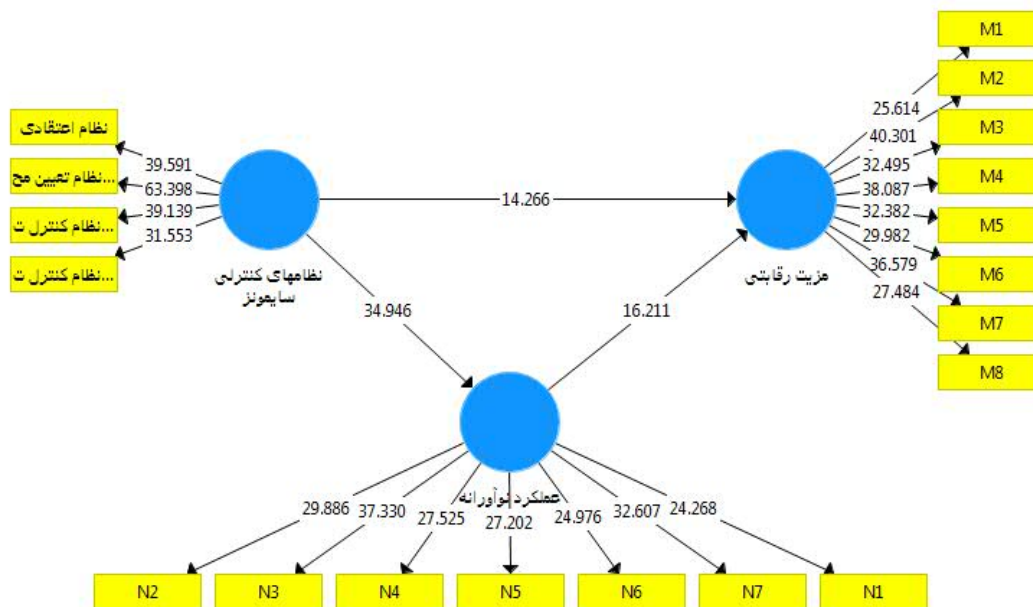 M1
M2
M3
M4
M5
M6
M7
M8
25.614
40.301
32.495
38.087
32.382
29.982
36.579
27.484
نظام اعتقادی
نظام تعیین مح...
نظام کنترل ت...
نظام کنترل ت...
39.591
63.398
39.139
31.553
نظامهای کنترلی
سایمونز
14.266
مزیت رقابتی
34.946
16.211
عملکرد نوآورانه
29.886
37.330
27.525
27.202
24.976
32.607
24.268
N2
N3
N4
N5
N6
N7
N1